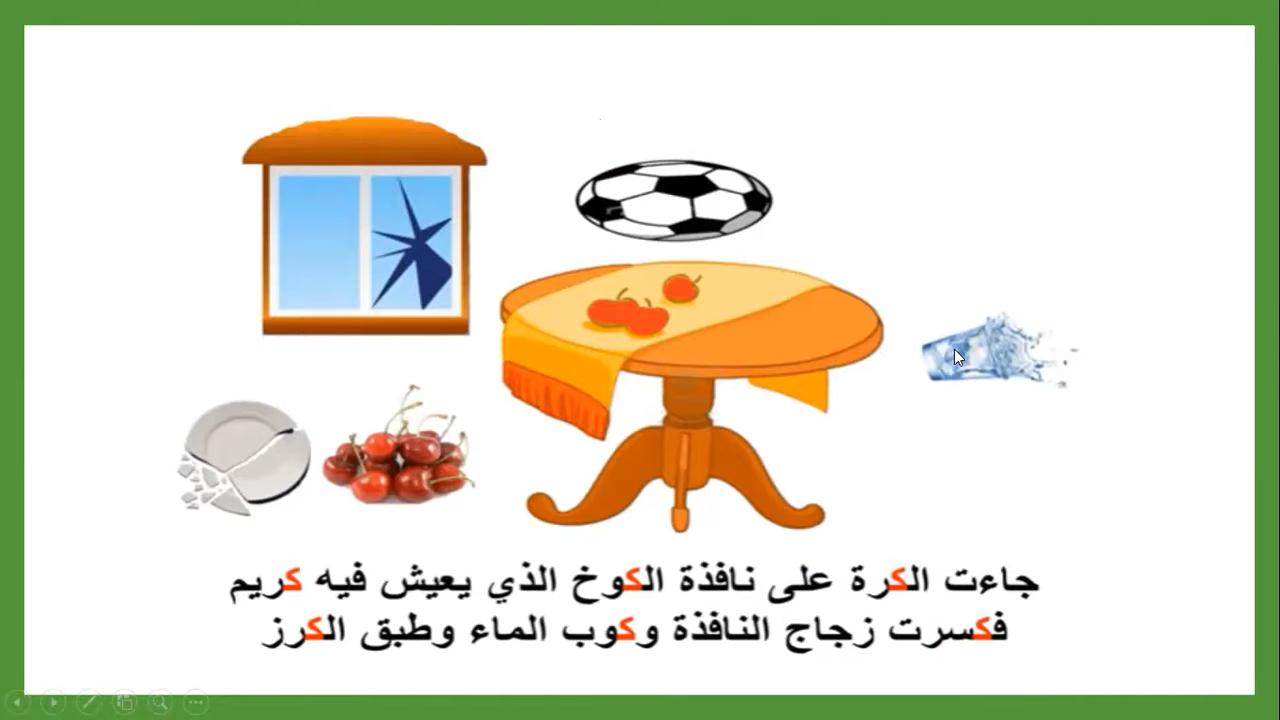 جاءت الكرة على نافذة الكوخ الذي يعيش فيه كريم
فكسرت زجاج النافذة وكوب الماء وطبق الكرز